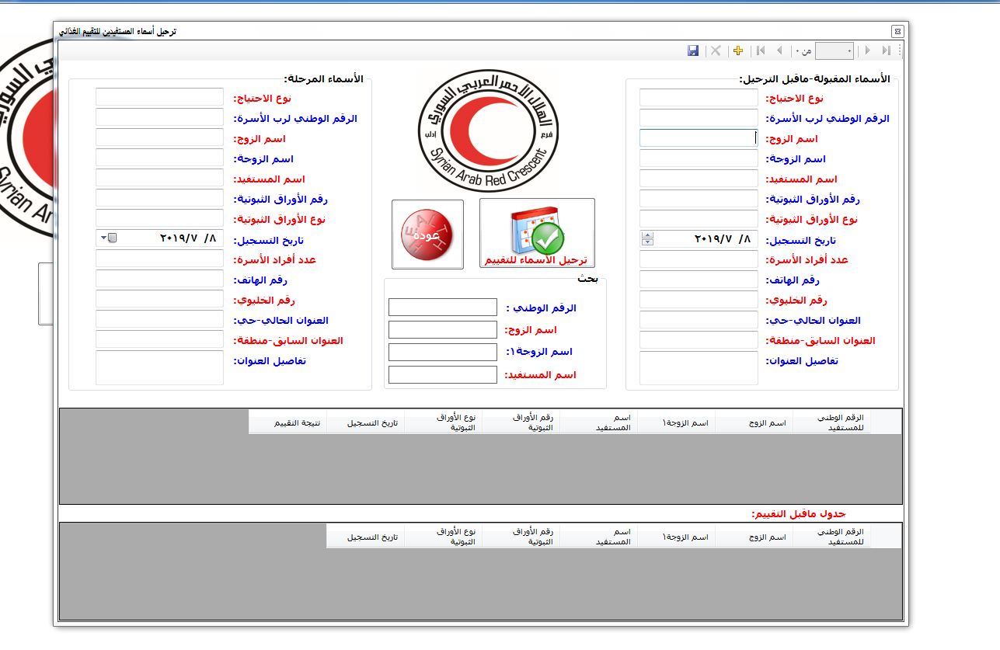 ترحيل أسماء المستفيدين للتقييم الغذائي
من ٠
٠
الأسماء المقبولة-ماقبل الترحيل:
نوع الاحتياج:
الرقم الوطني لرب الأسرة:
اسم الزوج:
اسم الزوجة:
اسم المستفيد:
رقم الأوراق الثبوتية:
نوع الأوراق الثبوتية:
تاريخ التسجيل:
٨/ ٢٠١٩/٧
عدد أفراد الأسرة:
رقم الهاتف:
رقم الخليوي:
العنوان الحالي-حي:
العنوان السابق-منطقة:
تفاصيل العنوان:
الهلال الأحمر العربي السوري
فرع
إدلب
Syrian Arab Red Crescent
ترحيل الأسماء للتقييم
عودة
بحث
الرقم الوطني :
اسم الزوج:
اسم الزوجة١:
اسم المستفيد:
الأسماء المرحلة:
نوع الاحتياج:
الرقم الوطني لرب الأسرة:
اسم الزوج:
اسم الزوجة:
اسم المستفيد:
رقم الأوراق الثبوتية:
نوع الأوراق الثبوتية:
تاريخ التسجيل:
٨/ ٢٠١٩/٧
عدد أفراد الأسرة:
رقم الهاتف:
رقم الخليوي:
العنوان الحالي-حي:
العنوان السابق-منطقة:
تفاصيل العنوان:
الرقم الوطني للمستفيد
اسم الزوج
اسم الزوجة١
اسم المستفيد
رقم الأوراق الثبوتية
نوع الأوراق الثبوتية
تاريخ التسجيل
نتيجة التقييم
جدول ماقبل التقييم:
الرقم الوطني للمستفيد
اسم الزوج
اسم الزوجة١
اسم المستفيد
رقم الأوراق الثبوتية
نوع الأوراق الثبوتية
تاريخ التسجيل